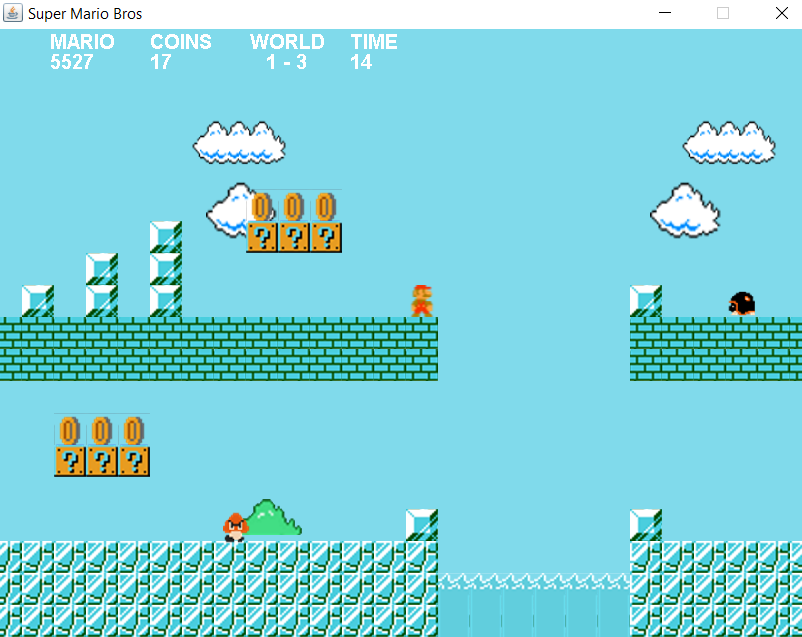 Super Mario Bros
MARIO COINS WORLD TIME
5527 17 1 - 3 14
? ? ?
? ? ?